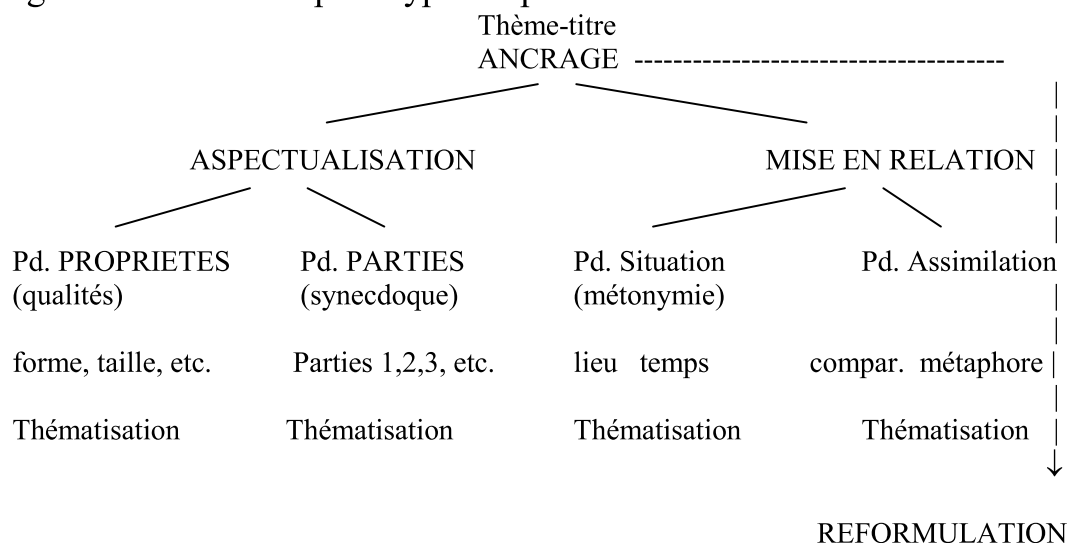 Thème-titre
ANCRAGE
ASPECTUALISATION MISE EN RELATION
Pd. PROPRIETES Pd. PARTIES Pd. Situation Pd. Assimilation
(qualités) (synecdoque) (métonymie)
forme, taille, etc. Parties 1,2,3, etc. lieu temps compar. métaphore
Thématisation Thématisation Thématisation Thématisation
REFORMULATION